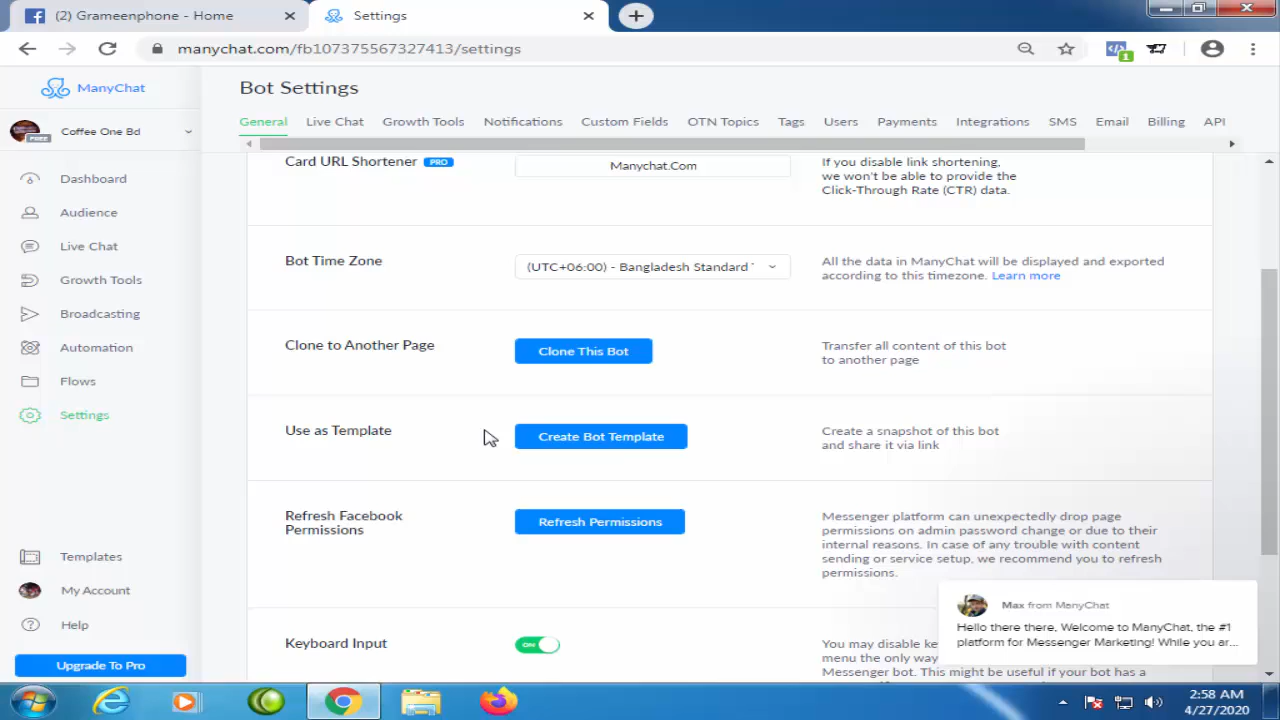 (2) Grameenphone - Home
Settings
manychat.com/fb107375567327413/settings
1
ManyChat
Bot Settings
Coffee One Bd
FREE
General Live Chat Growth Tools Notifications Custom Fields OTN Topics Tags Users Payments Integrations SMS Email Billing API
Dashboard
Audience
Live Chat
Growth Tools
Broadcasting
Automation
Flows
Settings
Templates
My Account
Help
Upgrade To Pro
Card URL Shortener PRO
Manychat.Com
If you disable link shortening,
we won't be able to provide the
Click-Through Rate (CTR) data.
Bot Time Zone
(UTC+06:00) - Bangladesh Standard
All the data in ManyChat will be displayed and exported
according to this timezone. Learn more
Clone to Another Page
Clone This Bot
Transfer all content of this bot
to another page
Use as Template
Create Bot Template
Create a snapshot of this bot
and share it via link
Refresh Facebook
Permissions
Refresh Permissions
Messenger platform can unexpectedly drop page
permissions on admin password change or due to their
internal reasons. In case of any trouble with content
sending or service setup, we recommend you to refresh
permissions.
Keyboard Input
ON
You may disable ke
menu the only way
Messenger bot. This might be useful if your bot has a
Max from ManyChat
Hello there there, Welcome to ManyChat, the #1
platform for Messenger Marketing! While you ar...
2:58 AM
4/27/2020